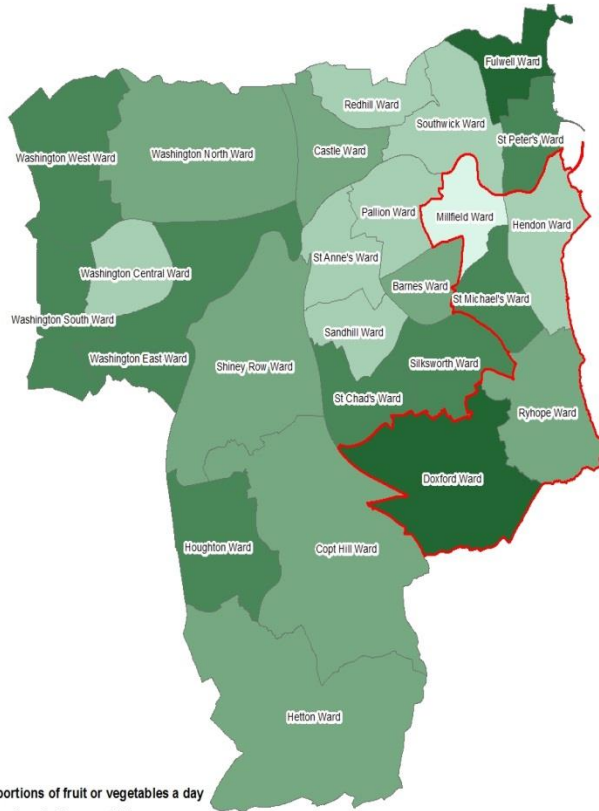 Fulwell Ward
Redhill Ward
Southwick Ward
St Peter's Ward
Washington West Ward
Washington North Ward
Castle Ward
Pallion Ward
Millfield Ward
Hendon Ward
St Anne's Ward
Washington Central Ward
Barnes Ward
St Michael's Ward
Washington South Ward
Sandhill Ward
Washington East Ward
Shiney Row Ward
Silksworth Ward
St Chad's Ward
Ryhope Ward
Doxford Ward
Houghton Ward
Copt Hill Ward
Hetton Ward
portions of fruit or vegetables a day